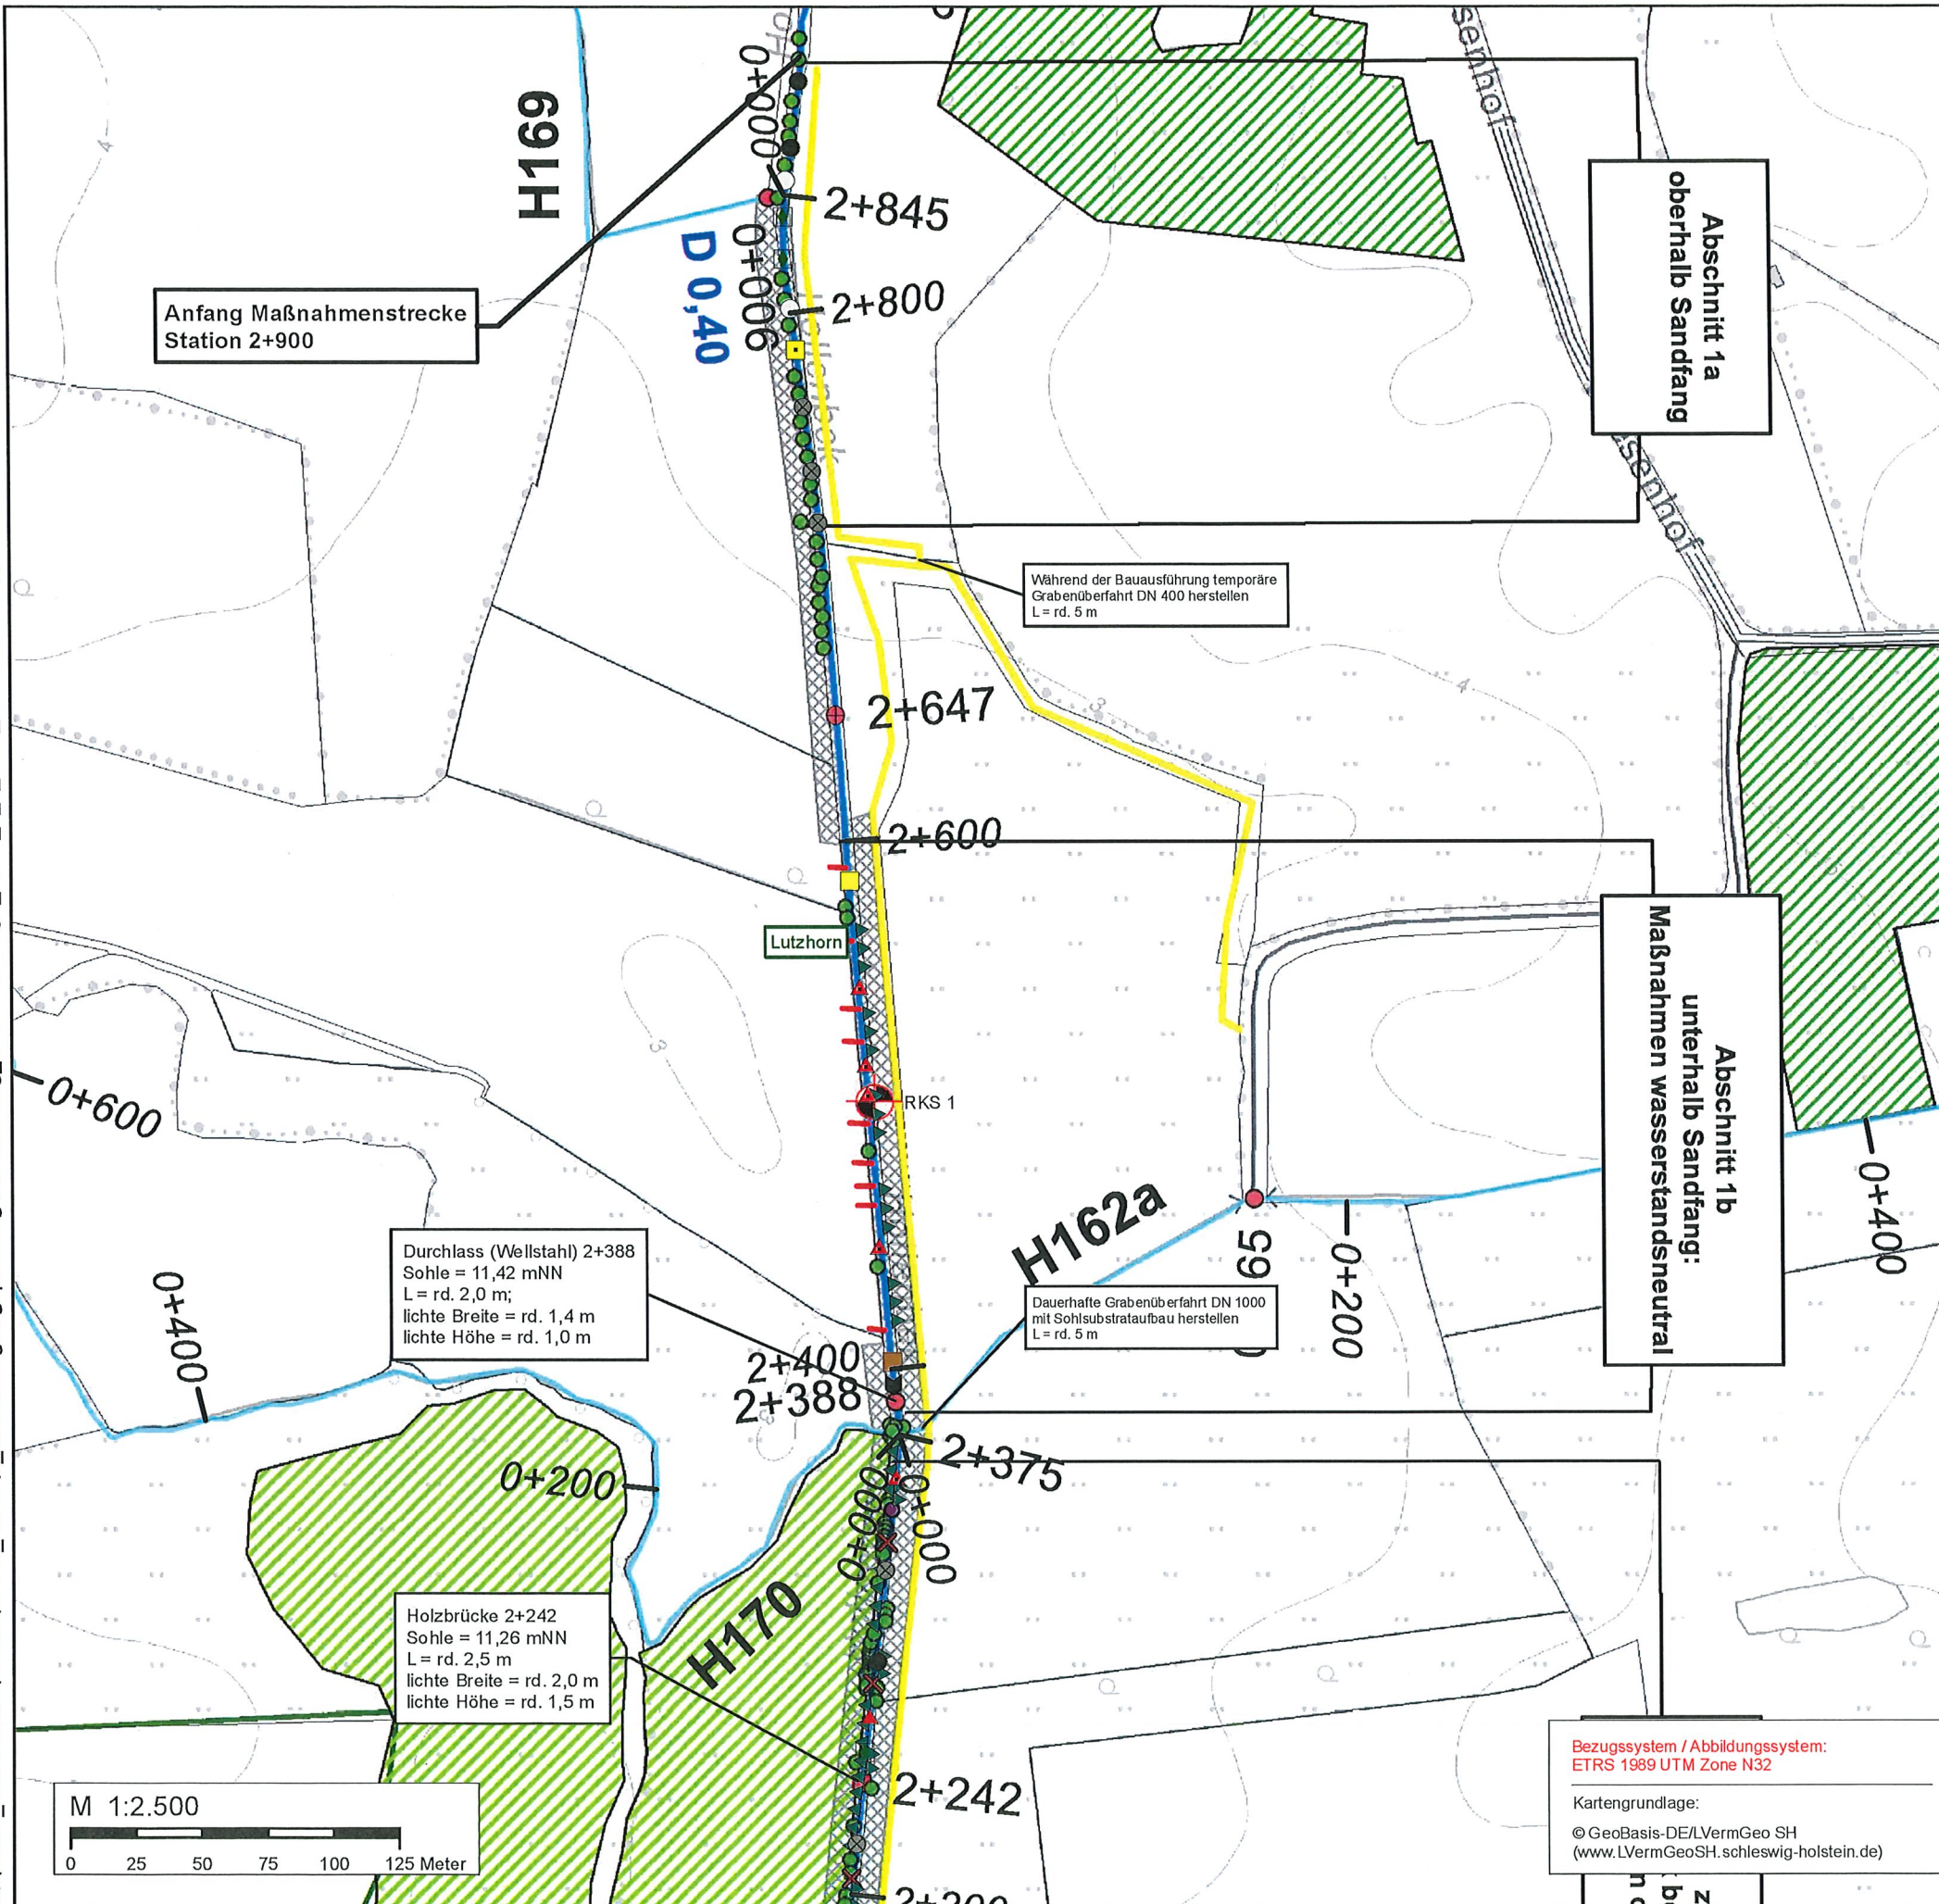 H169
0+000
2+845
D 0,40
0+006
2+800
senhof
Abschnitt 1a
oberhalb Sandfang
Anfang Maßnahmenstrecke
Station 2+900
senhof
Während der Bauausführung temporäre
Grabenüberfahrt DN 400 herstellen
L = rd. 5 m
4
4
3
2+647
2+600
Lutzhorn
3
Abschnitt 1b
unterhalb Sandfang:
Maßnahmen wasserstandsneutral
0+600
RKS 1
H162a
0+200
0+400
Durchlass (Wellstahl) 2+388
Sohle = 11,42 mNN
L = rd. 2,0 m;
lichte Breite = rd. 1,4 m
lichte Höhe = rd. 1,0 m
Dauerhafte Grabenüberfahrt DN 1000
mit Sohlsubstrataufbau herstellen
L = rd. 5 m
0+400
2+400
2+388
3
2+375
0+200
0+000
0+000
H170
Holzbrücke 2+242
Sohle = 11,26 mNN
L = rd. 2,5 m
lichte Breite = rd. 2,0 m
lichte Höhe = rd. 1,5 m
2+242
M 1:2.500
0 25 50 75 100 125 Meter
Bezugssystem / Abbildungssystem:
ETRS 1989 UTM Zone N32
Kartengrundlage:
© GeoBasis-DE/LVermGeo SH
(www.LVermGeoSH.schleswig-holstein.de)